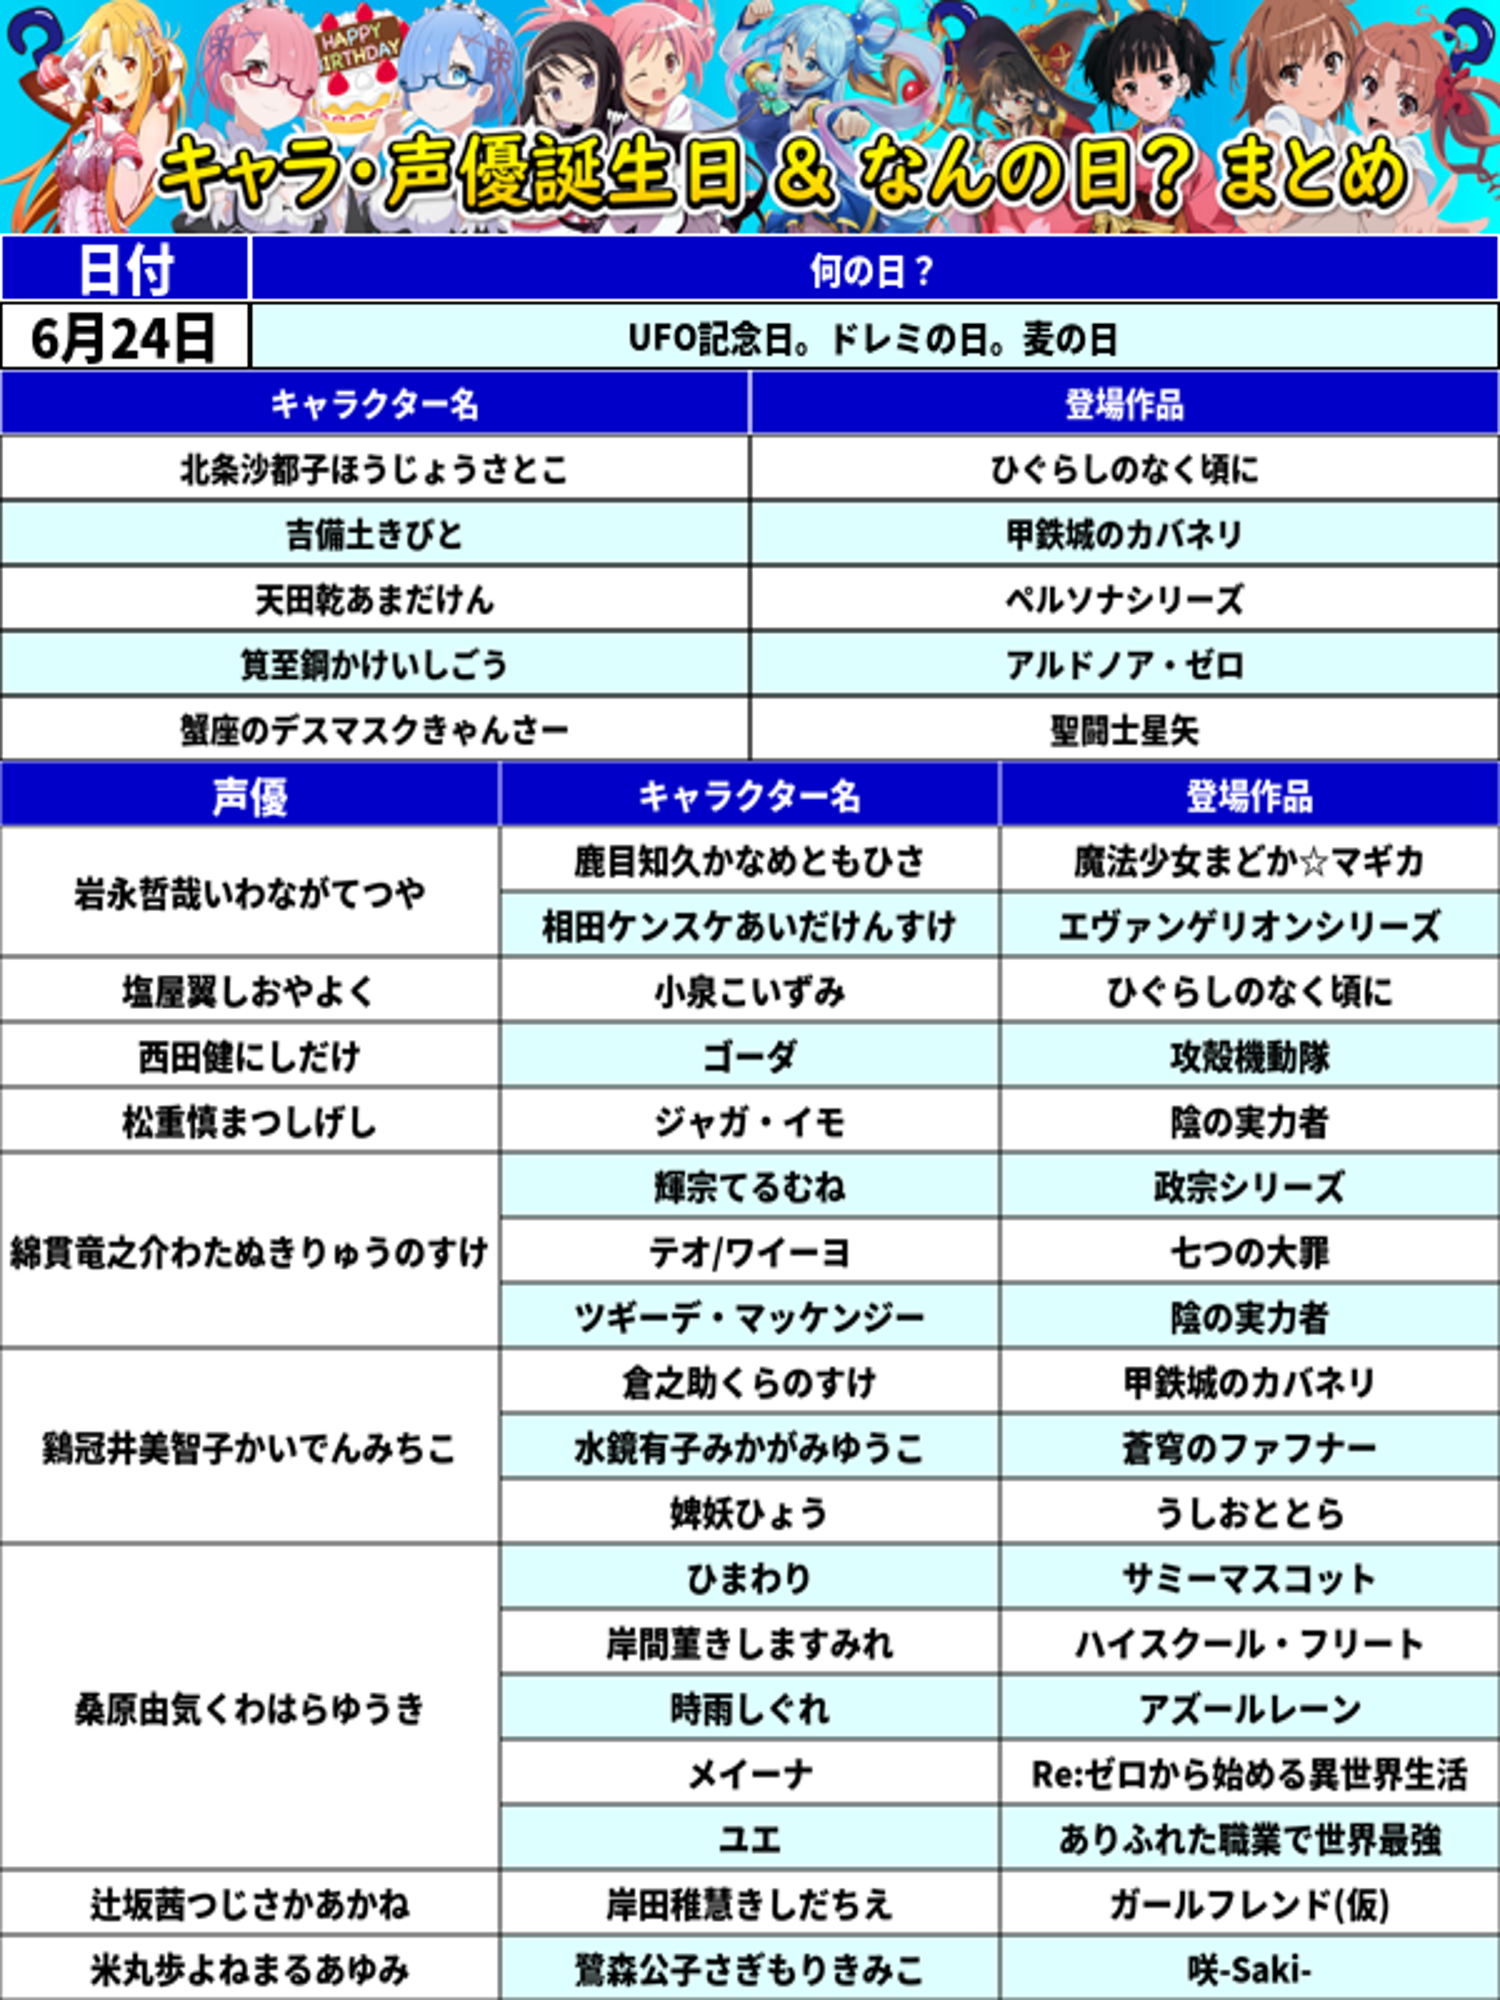 HAPPY
BIRTHDAY
キャラ・声優誕生日 & なんの日? まとめ
日付 何の日？
6月24日 UFO記念日。ドレミの日。麦の日
キャラクター名 登場作品
北条沙都子ほうじょうさとこ ひぐらしのなく頃に
吉備土きびと 甲鉄城のカバネリ
天田乾あまだけん ペルソナシリーズ
筧至鋼かけいしごう アルドノア・ゼロ
蟹座のデスマスクきゃんさー 聖闘士星矢
声優 キャラクター名 登場作品
岩永哲哉いわながてつや 鹿目知久かなめともひさ 魔法少女まどか☆マギカ
相田ケンスケあいだけんすけ エヴァンゲリオンシリーズ
塩屋翼しおやよく 小泉こいずみ ひぐらしのなく頃に
西田健にしだけ ゴーダ 攻殻機動隊
松重慎まつしげし ジャガ・イモ 陰の実力者
綿貫竜之介わたぬきりゅうのすけ 輝宗てるむね 政宗シリーズ
テオ/ワイーヨ 七つの大罪
ツギーデ・マッケンジー 陰の実力者
鷄冠井美智子かいでんみちこ 倉之助くらのすけ 甲鉄城のカバネリ
水鏡有子みかがみゆうこ 蒼穹のファフナー
婢妖ひょう うしおととら
桑原由気くわはらゆうき ひまわり サミーマスコット
岸間菫きしますみれ ハイスクール・フリート
時雨しぐれ アズールレーン
メイーナ Re:ゼロから始める異世界生活
ユエ ありふれた職業で世界最強
辻坂茜つじさかあかね 岸田稚慧きしだちえ ガールフレンド(仮)
米丸歩よねまるあゆみ 鷺森公子さぎもりきみこ 咲-Saki-